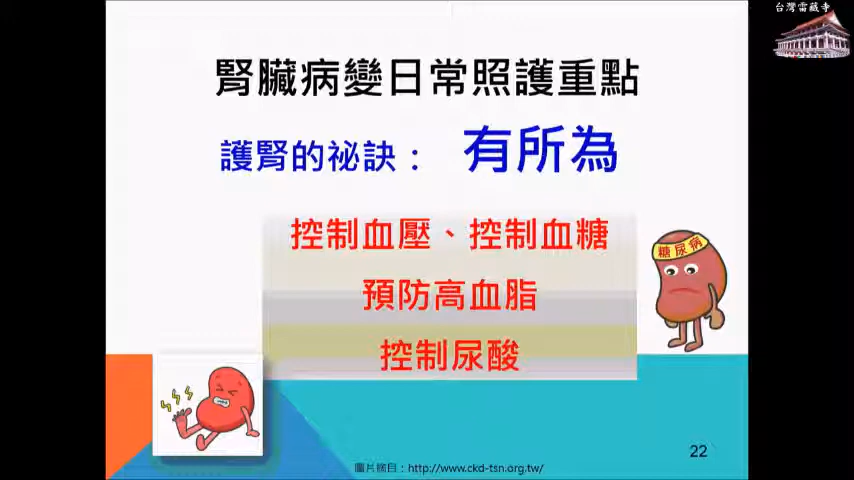 台灣雷藏寺
腎臟病變日常照護重點
護腎的祕訣： 有所為
控制血壓、控制血糖
預防高血脂
控制尿酸
糖尿病
22
圖片摘自：http://www.ckd-tsn.org.tw/